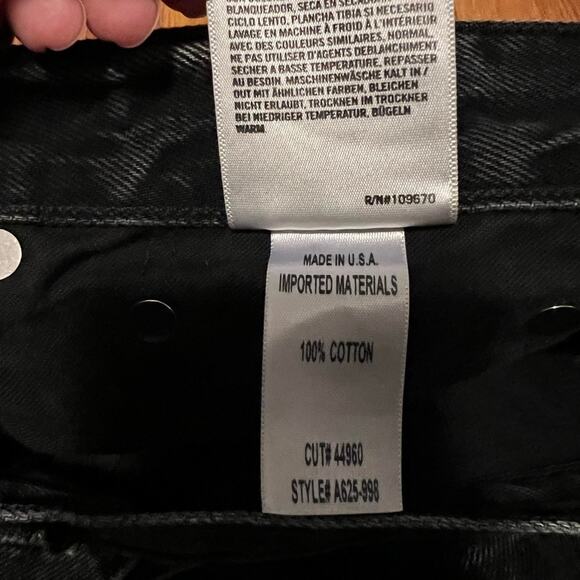 BLANQUEADOR, SECA EN SECADORA
CICLO LENTO, PLANCHA TIBIA SI NECESARIO
LAVAGE EN MACHINE À FROID À L'INTÉRIEUR
AVEC DES COULEURS SIMILAIRES, NORMAL,
NE PAS UTILISER D'AGENTS DEBLANCHIMENT
SECHER A BASSE TEMPERATURE, REPASSER
AU BESOIN. MASCHINENWÄSCHE KALT IN /
OUT MIT ÄHNLICHEN FARBEN, BLEICHEN
NICHT ERLAUBT, TROCKNEN IM TROCKNER
BEI NIEDRIGER TEMPERATUR, BÜGELN
WARM
R/N#109670
MADE IN U.S.A.
IMPORTED MATERIALS
100% COTTON
CUT# 44960
STYLE# A625-998